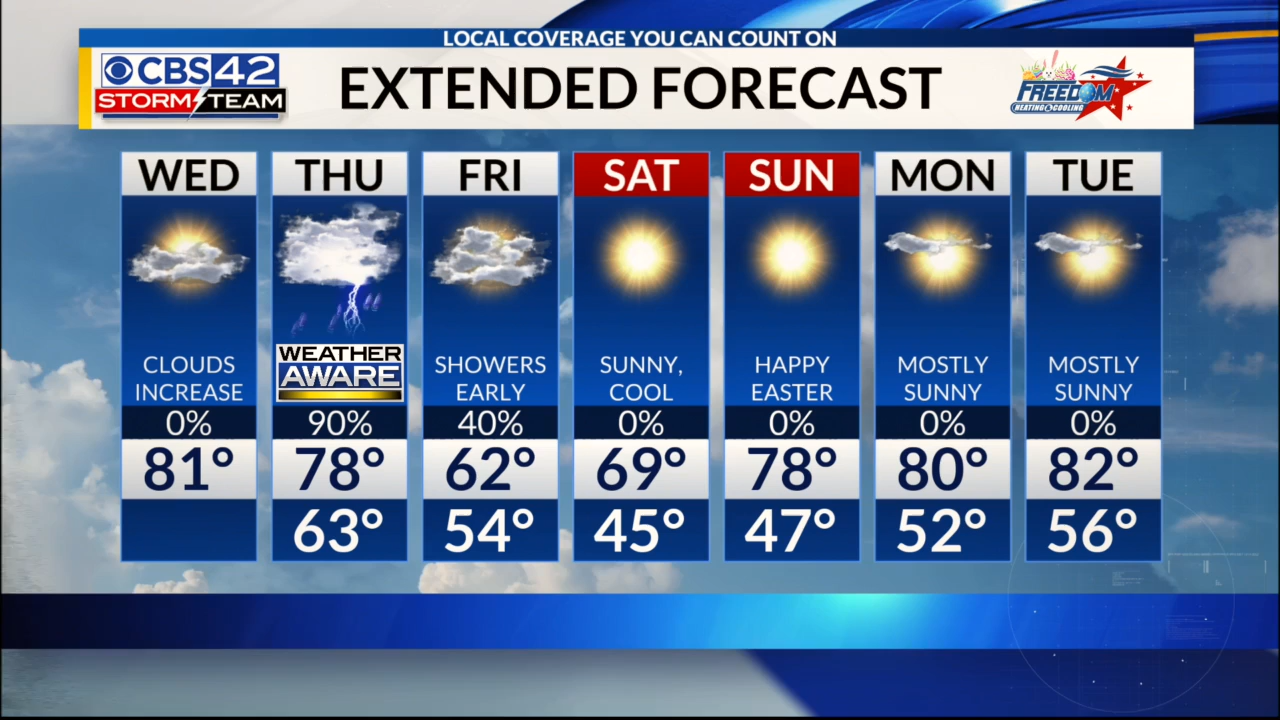 LOCAL COVERAGE YOU CAN COUNT ON
CBS42
STORM TEAM
EXTENDED FORECAST
FREEDOM
HEATING & COOLING
WED THU FRI SAT SUN MON TUE
WEATHER
AWARE
CLOUDS
INCREASE
SHOWERS
EARLY
SUNNY,
COOL
HAPPY
EASTER
MOSTLY
SUNNY
MOSTLY
SUNNY
0% 90% 40% 0% 0% 0% 0%
81° 78° 62° 69° 78° 80° 82°
63° 54° 45° 47° 52° 56°